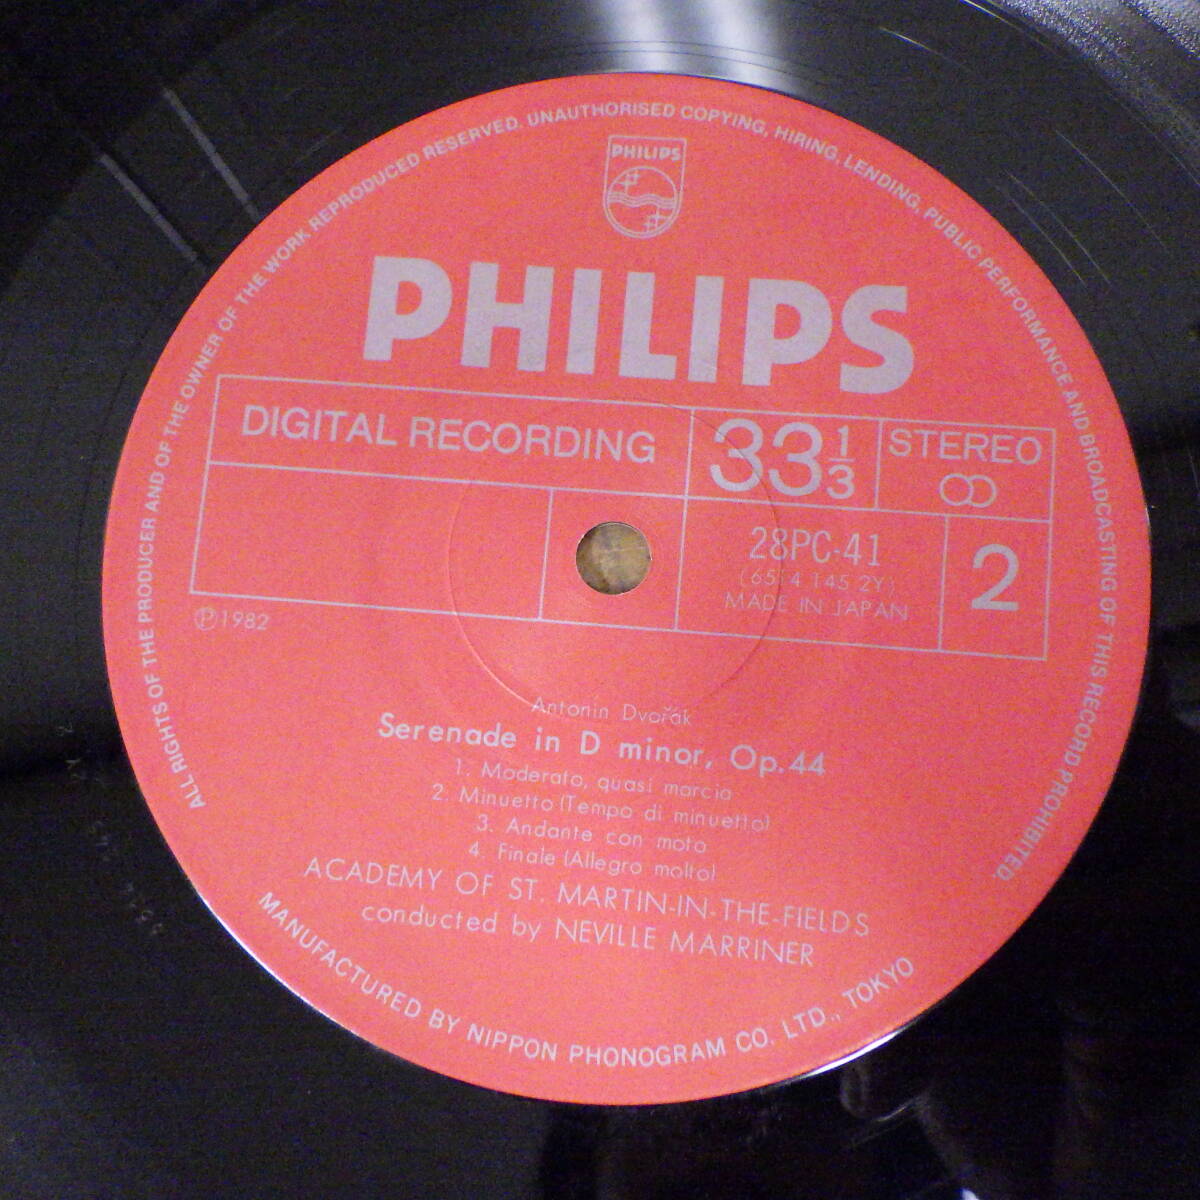 ALL RIGHTS OF THE PRODUCER AND OF THE OWNER OF THE WORK REPRODUCED RESERVED. UNAUTHORISED COPYING, HIRING, LENDING, PUBLIC PERFORMANCE AND BROADCASTING OF THIS RECORD PROHIBITED.
PHILIPS
PHILIPS
DIGITAL RECORDING
33 1/3
STEREO
28PC-41
(6514 145 2Y)
MADE IN JAPAN
2
Ⓟ1982
Antonin Dvořák
Serenade in D minor, Op.44
1. Moderato, quasi marcia
2. Minuetto (Tempo di minuetto)
3. Andante con moto
4. Finale (Allegro molto)
ACADEMY OF ST. MARTIN-IN-THE-FIELDS
conducted by NEVILLE MARRINER
MANUFACTURED BY NIPPON PHONOGRAM CO. LTD., TOKYO